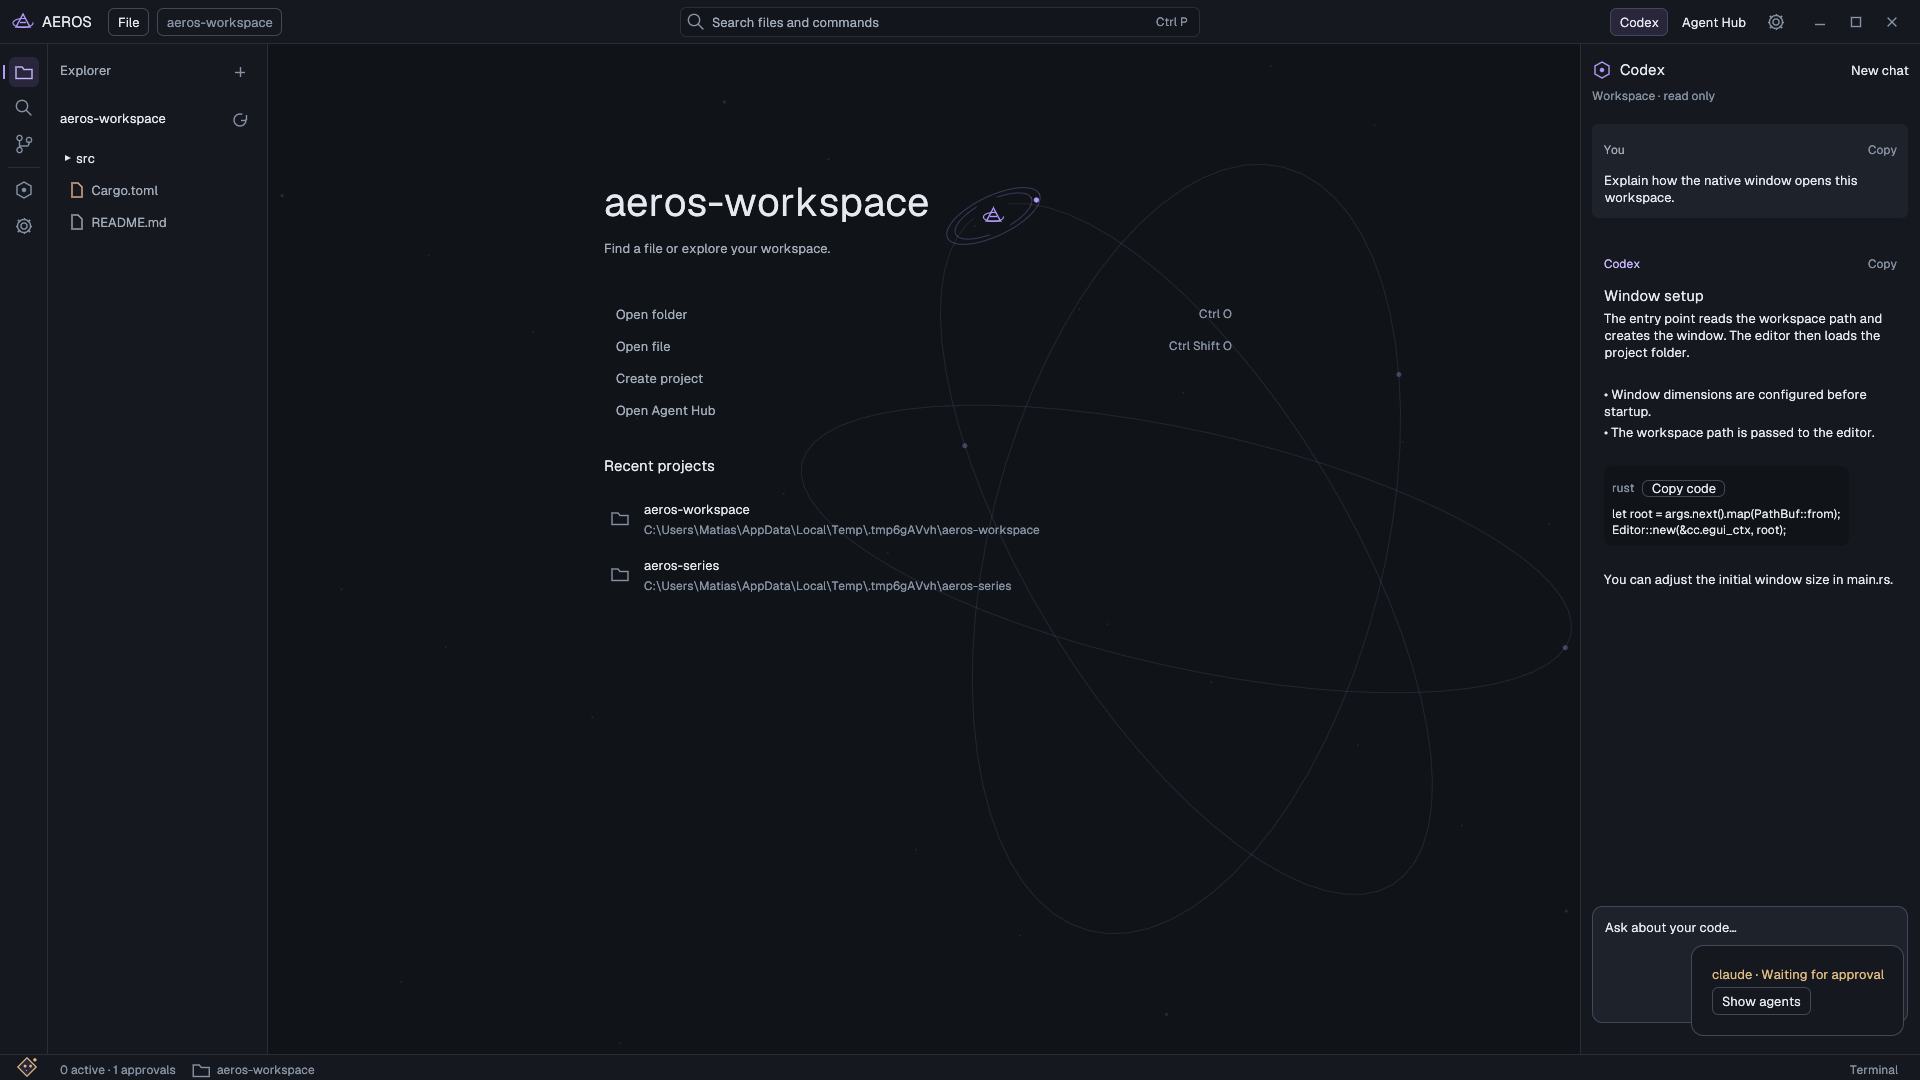 AEROS
File
aeros-workspace
Search files and commands
Ctrl P
Codex
Agent Hub
Explorer
aeros-workspace
src
Cargo.toml
README.md
aeros-workspace
Find a file or explore your workspace.
Open folder
Ctrl O
Open file
Ctrl Shift O
Create project
Open Agent Hub
Recent projects
aeros-workspace
C:\Users\Matias\AppData\Local\Temp\.tmp6gAVvh\aeros-workspace
aeros-series
C:\Users\Matias\AppData\Local\Temp\.tmp6gAVvh\aeros-series
Codex
New chat
Workspace · read only
You
Copy
Explain how the native window opens this
workspace.
Codex
Copy
Window setup
The entry point reads the workspace path and
creates the window. The editor then loads the
project folder.
• Window dimensions are configured before
startup.
• The workspace path is passed to the editor.
rust
Copy code
let root = args.next().map(PathBuf::from);
Editor::new(&cc.egui_ctx, root);
You can adjust the initial window size in main.rs.
Ask about your code…
claude · Waiting for approval
Show agents
0 active · 1 approvals
aeros-workspace
Terminal